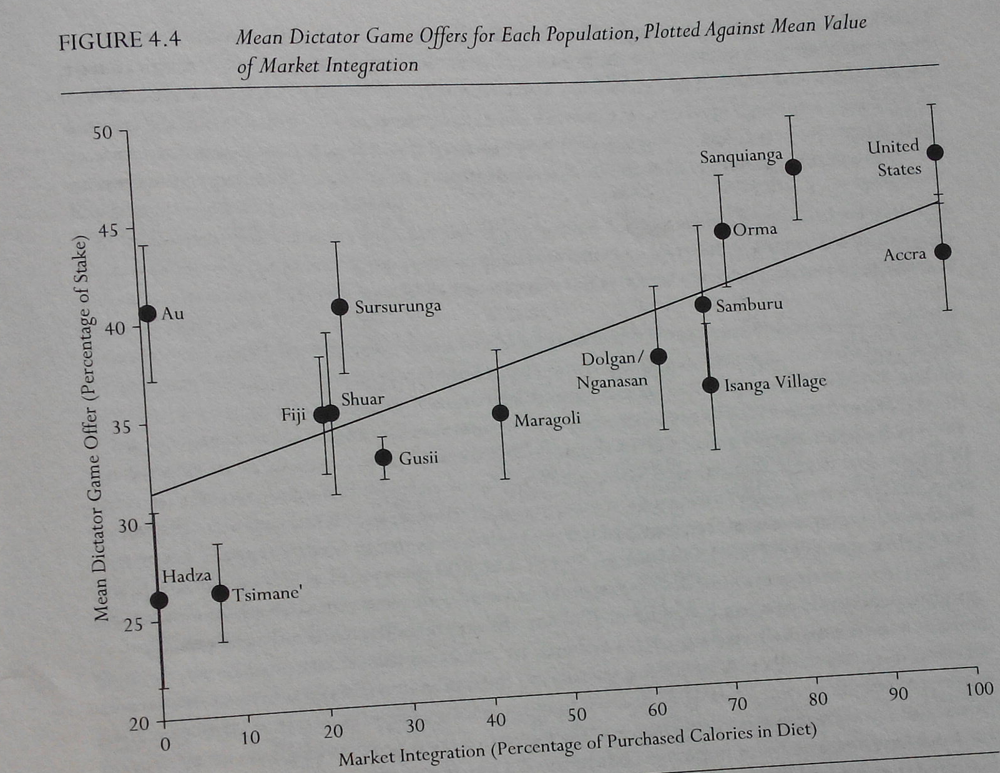 FIGURE 4.4 Mean Dictator Game Offers for Each Population, Plotted Against Mean Value
of Market Integration
50
45
40
35
30
25
20
Mean Dictator Game Offer (Percentage of Stake)
United
States
Sanquianga
Orma
Accra
Au
Sursurunga
Samburu
Dolgan/
Nganasan
Isanga Village
Shuar
Fiji
Maragoli
Gusii
Hadza
Tsimane'
0 10 20 30 40 50 60 70 80 90 100
Market Integration (Percentage of Purchased Calories in Diet)